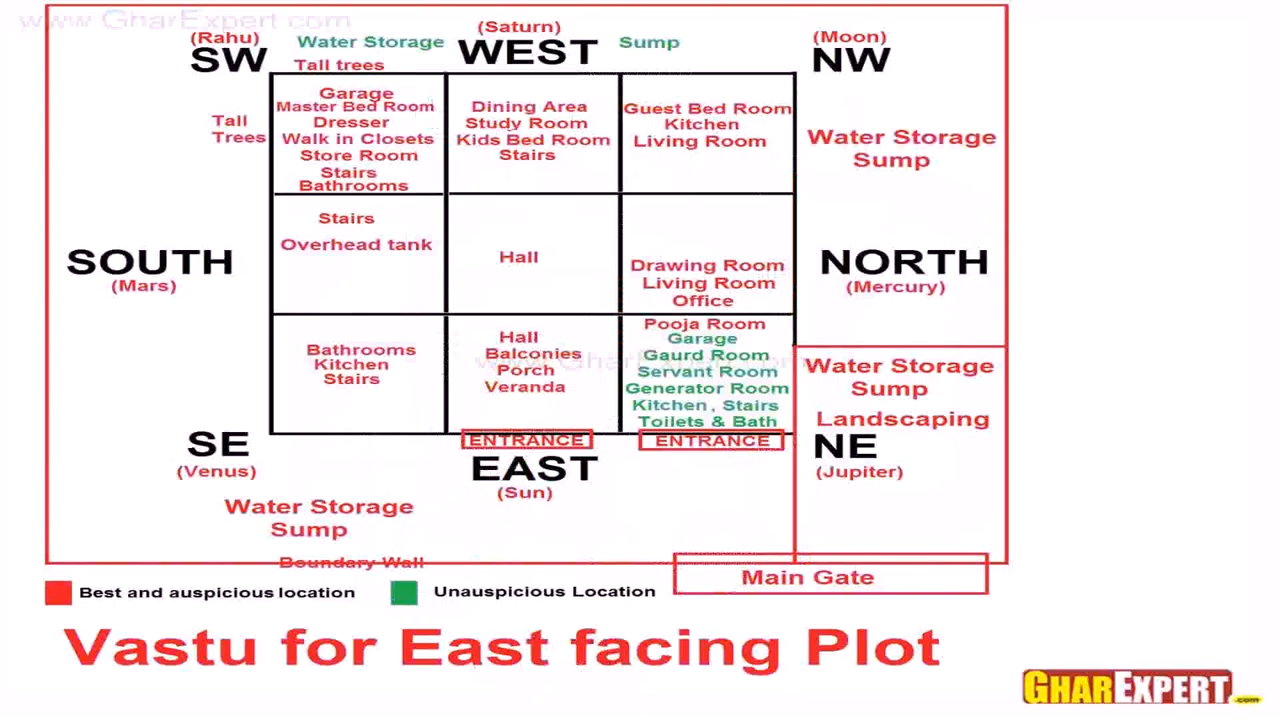 www.GharExpert.com
(Rahu)
SW
Water Storage
(Saturn)
WEST
Sump
(Moon)
NW
Tall trees
Tall
Trees
Garage
Master Bed Room
Dresser
Walk in Closets
Store Room
Stairs
Bathrooms
Dining Area
Study Room
Kids Bed Room
Stairs
Guest Bed Room
Kitchen
Living Room
Water Storage
Sump
SOUTH
(Mars)
Stairs
Overhead tank
Hall
Drawing Room
Living Room
Office
NORTH
(Mercury)
Bathrooms
Kitchen
Stairs
Hall
Balconies
Porch
Veranda
www.GharExpert.com
Pooja Room
Garage
Gaurd Room
Servant Room
Generator Room
Kitchen, Stairs
Toilets & Bath
Water Storage
Sump
Landscaping
SE
(Venus)
ENTRANCE
ENTRANCE
EAST
(Sun)
NE
(Jupiter)
Water Storage
Sump
Boundary Wall
Main Gate
Best and auspicious location
Unauspicious Location
Vastu for East facing Plot
GHAREXPERT.com